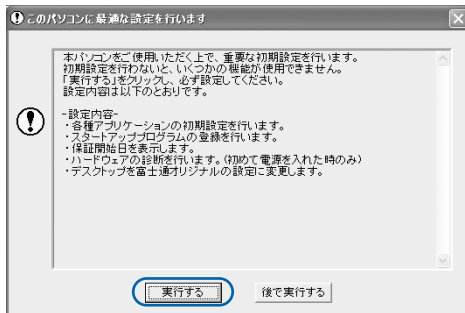 このパソコンに最適な設定を行います
本パソコンをご使用いただく上で、重要な初期設定を行います。
初期設定を行わないと、いくつかの機能が使用できません。
「実行する」をクリックし、必ず設定してください。
設定内容は以下のとおりです。
-設定内容-
・各種アプリケーションの初期設定を行います。
・スタートアッププログラムの登録を行います。
・保証開始日を表示します。
・ハードウェアの診断を行います。(初めて電源を入れた時のみ)
・デスクトップを富士通オリジナルの設定に変更します。
実行する
後で実行する